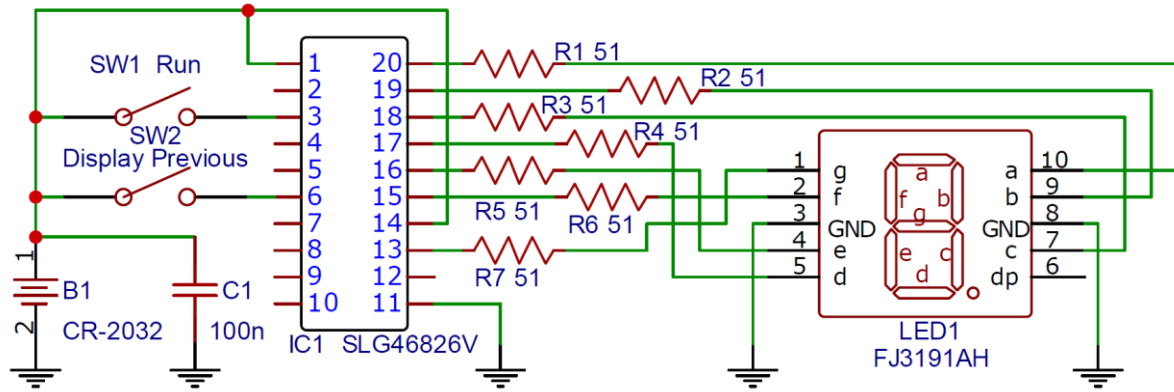 SW1 Run
SW2
Display Previous
1
2
B1
CR-2032
C1
100n
1
2
3
4
5
6
7
8
9
10
20
19
18
17
16
15
14
13
12
11
IC1 SLG46826V
R1 51
R2 51
R3 51
R4 51
R5 51
R6 51
R7 51
1 g
2 f
3 GND
4 e
5 d
a
f b
g
e c
d
10 a
9 b
8 GND
7 c
6 dp
LED1
FJ3191AH